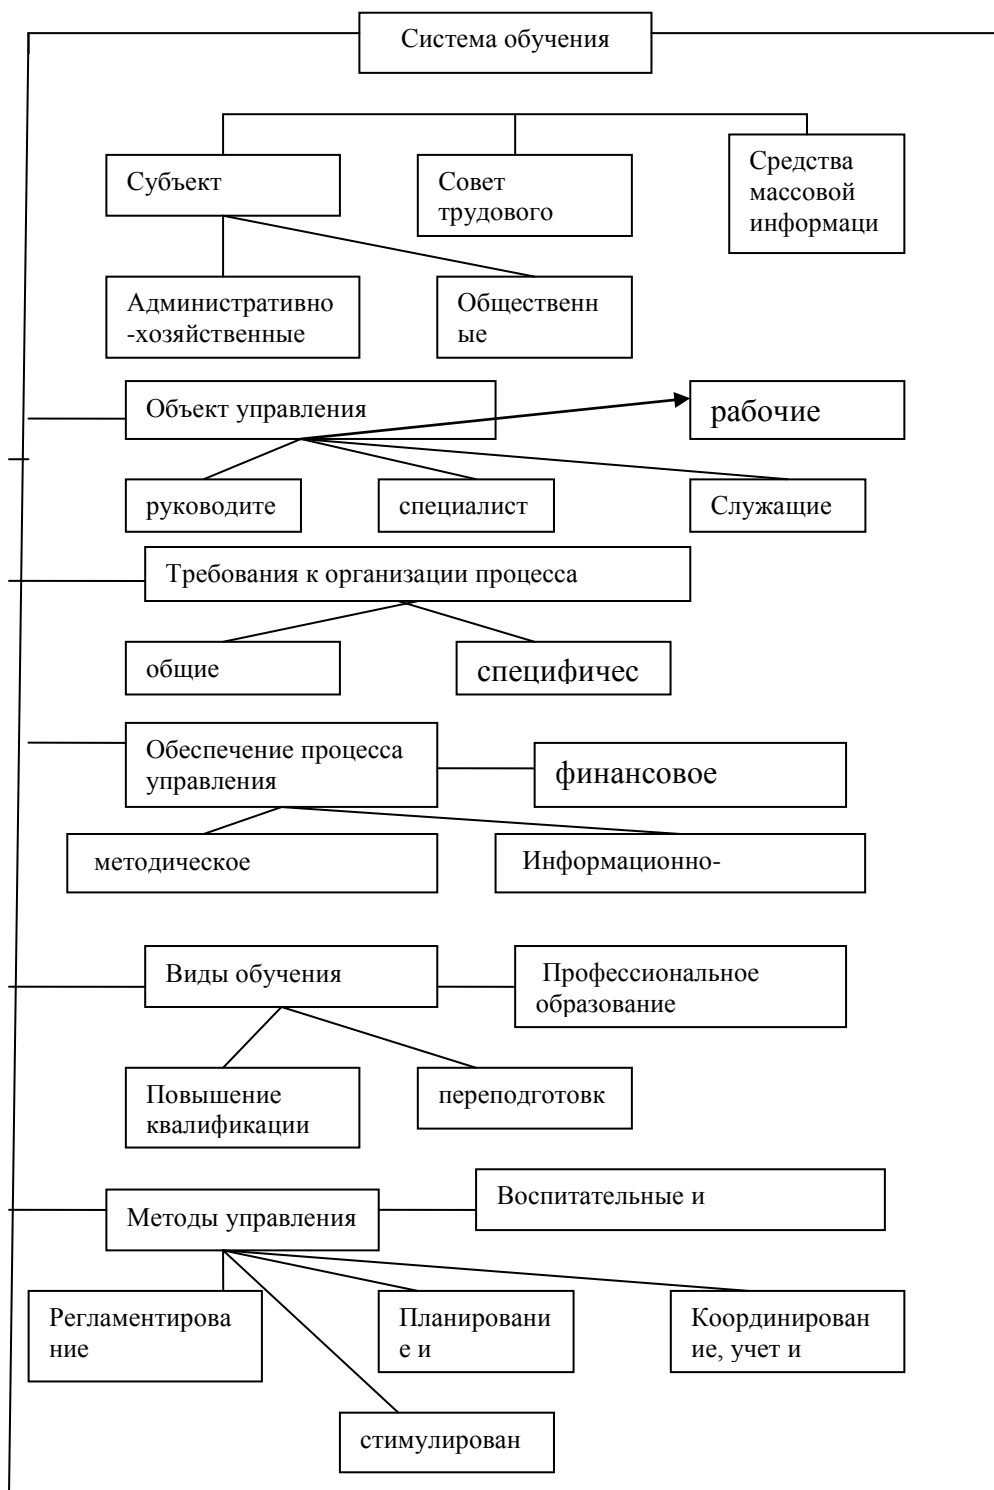 Система обучения
Субъект
Совет
трудового
Средства
массовой
информаци
Административно
-хозяйственные
Общественн
ые
Объект управления
рабочие
руководите
специалист
Служащие
Требования к организации процесса
общие
специфичес
Обеспечение процесса
управления
финансовое
методическое
Информационно-
Виды обучения
Профессиональное
образование
Повышение
квалификации
переподготовк
Методы управления
Воспитательные и
Регламентирова
ние
Планировани
е и
Координирован
ие, учет и
стимулирован